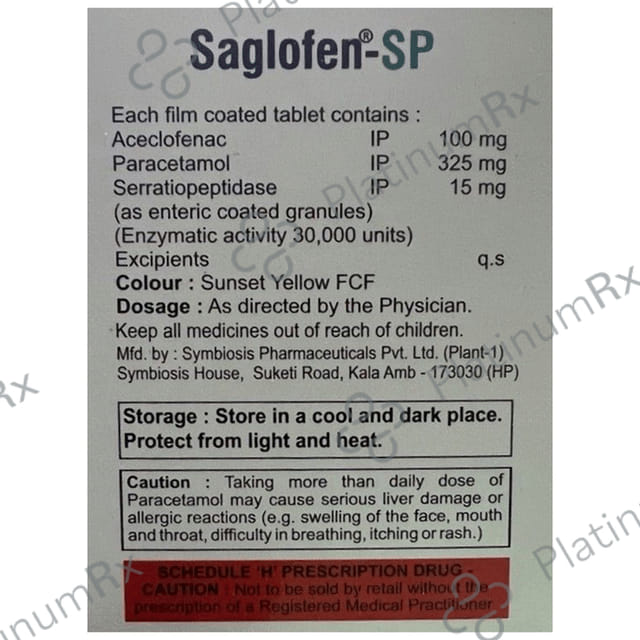 Saglofen®-SP
Each film coated tablet contains :
Aceclofenac IP 100 mg
Paracetamol IP 325 mg
Serratiopeptidase IP 15 mg
(as enteric coated granules)
(Enzymatic activity 30,000 units)
Excipients q.s
Colour : Sunset Yellow FCF
Dosage : As directed by the Physician.
Keep all medicines out of reach of children.
Mfd. by : Symbiosis Pharmaceuticals Pvt. Ltd. (Plant-1)
Symbiosis House, Suketi Road, Kala Amb - 173030 (HP)
Storage : Store in a cool and dark place.
Protect from light and heat.
Caution : Taking more than daily dose of
Paracetamol may cause serious liver damage or
allergic reactions (e.g. swelling of the face, mouth
and throat, difficulty in breathing, itching or rash.)
SCHEDULE 'H' PRESCRIPTION DRUG -
CAUTION : Not to be sold by retail without the
prescription of a Registered Medical Practitioner
PlatinumRx
PlatinumRx
PlatinumRx
PlatinumRx